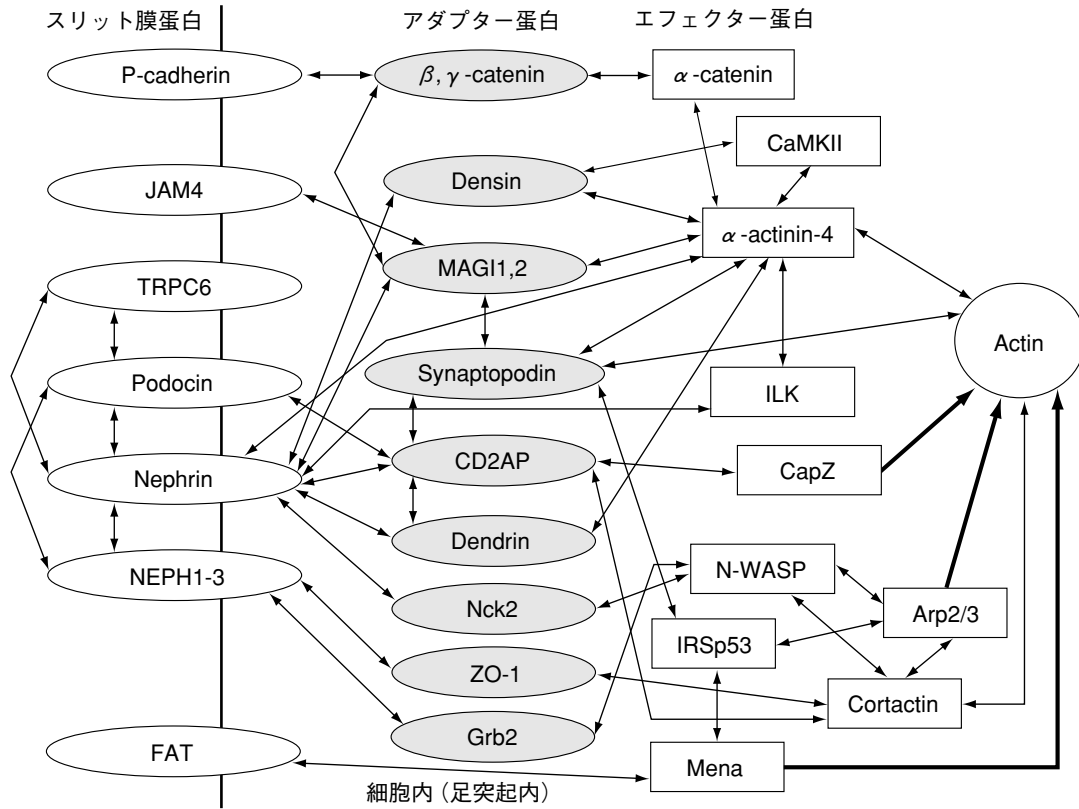 スリット膜蛋白
アダプター蛋白
エフェクター蛋白
P-cadherin
β, γ -catenin
α -catenin
CaMKII
JAM4
Densin
α -actinin-4
MAGI1,2
TRPC6
Actin
Podocin
Synaptopodin
ILK
Nephrin
CD2AP
CapZ
Dendrin
NEPH1-3
N-WASP
Nck2
Arp2/3
IRSp53
ZO-1
Cortactin
Grb2
FAT
Mena
細胞内（足突起内）